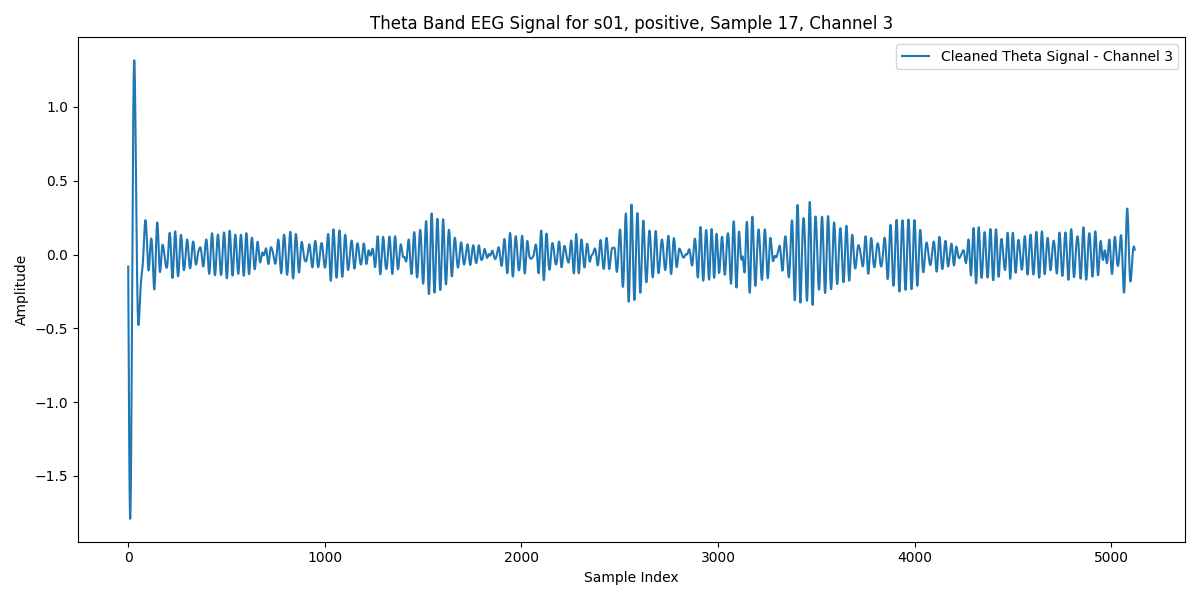 Theta Band EEG Signal for s01, positive, Sample 17, Channel 3
Cleaned Theta Signal - Channel 3
1.0
0.5
0.0
−0.5
−1.0
−1.5
Amplitude
0 1000 2000 3000 4000 5000
Sample Index